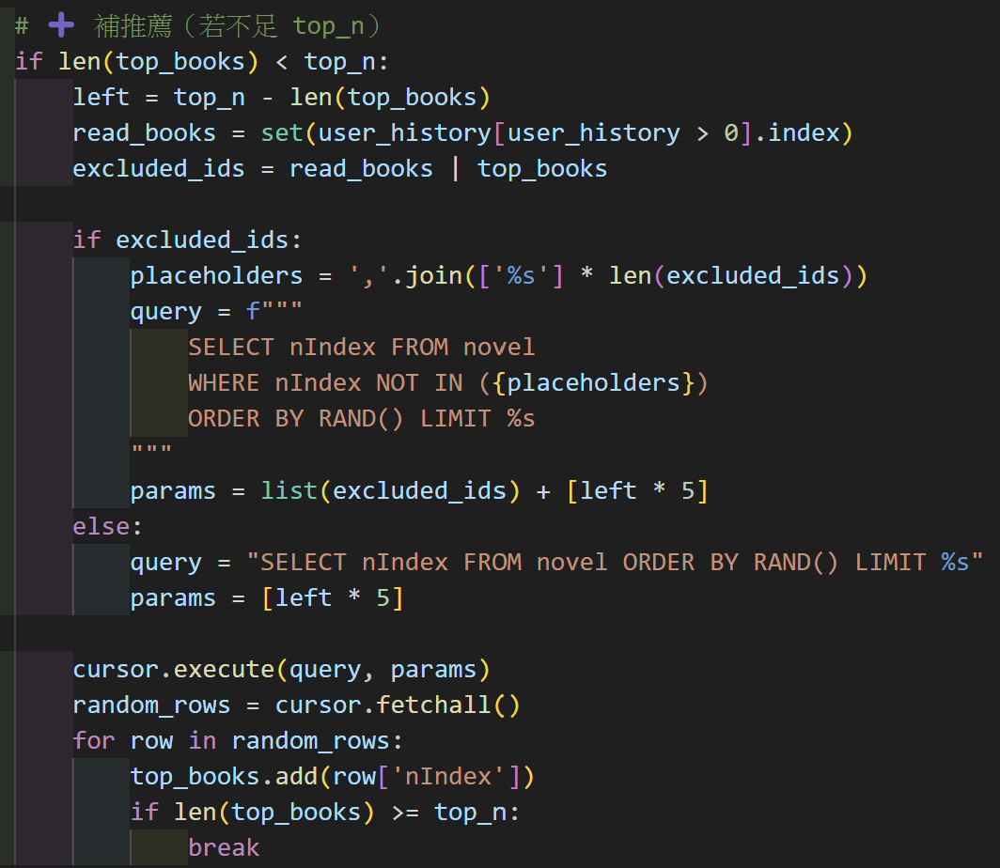 # ➕ 補推薦（若不足 top_n）
if len(top_books) < top_n:
    left = top_n - len(top_books)
    read_books = set(user_history[user_history > 0].index)
    excluded_ids = read_books | top_books

    if excluded_ids:
        placeholders = ','.join(['%s'] * len(excluded_ids))
        query = f"""
            SELECT nIndex FROM novel
            WHERE nIndex NOT IN ({placeholders})
            ORDER BY RAND() LIMIT %s
        """
        params = list(excluded_ids) + [left * 5]
    else:
        query = "SELECT nIndex FROM novel ORDER BY RAND() LIMIT %s"
        params = [left * 5]

    cursor.execute(query, params)
    random_rows = cursor.fetchall()
    for row in random_rows:
        top_books.add(row['nIndex'])
        if len(top_books) >= top_n:
            break